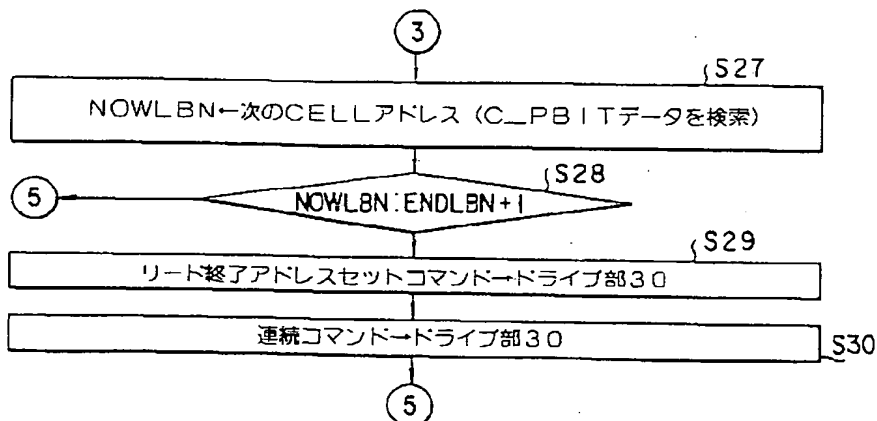 3
S27
NOWLBN←次のCELLアドレス（C_PBITデータを検索）
S28
5
NOWLBN:ENDLBN+1
S29
リード終了アドレスセットコマンド→ドライブ部30
連続コマンド→ドライブ部30
S30
5